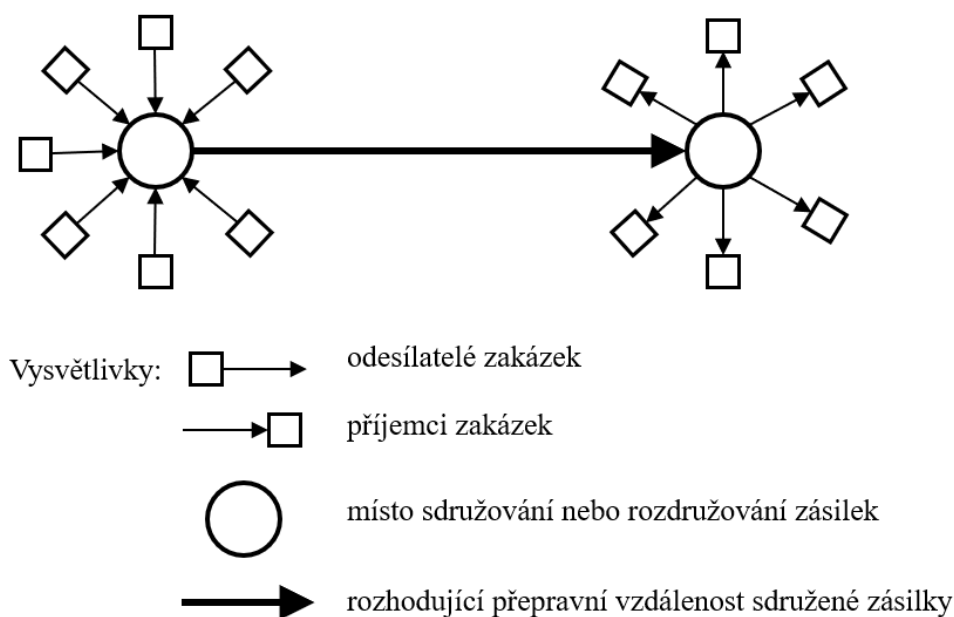 Vysvětlivky:
odesílatelé zakázek
příjemci zakázek
místo sdružování nebo rozdružování zásilek
rozhodující přepravní vzdálenost sdružené zásilky